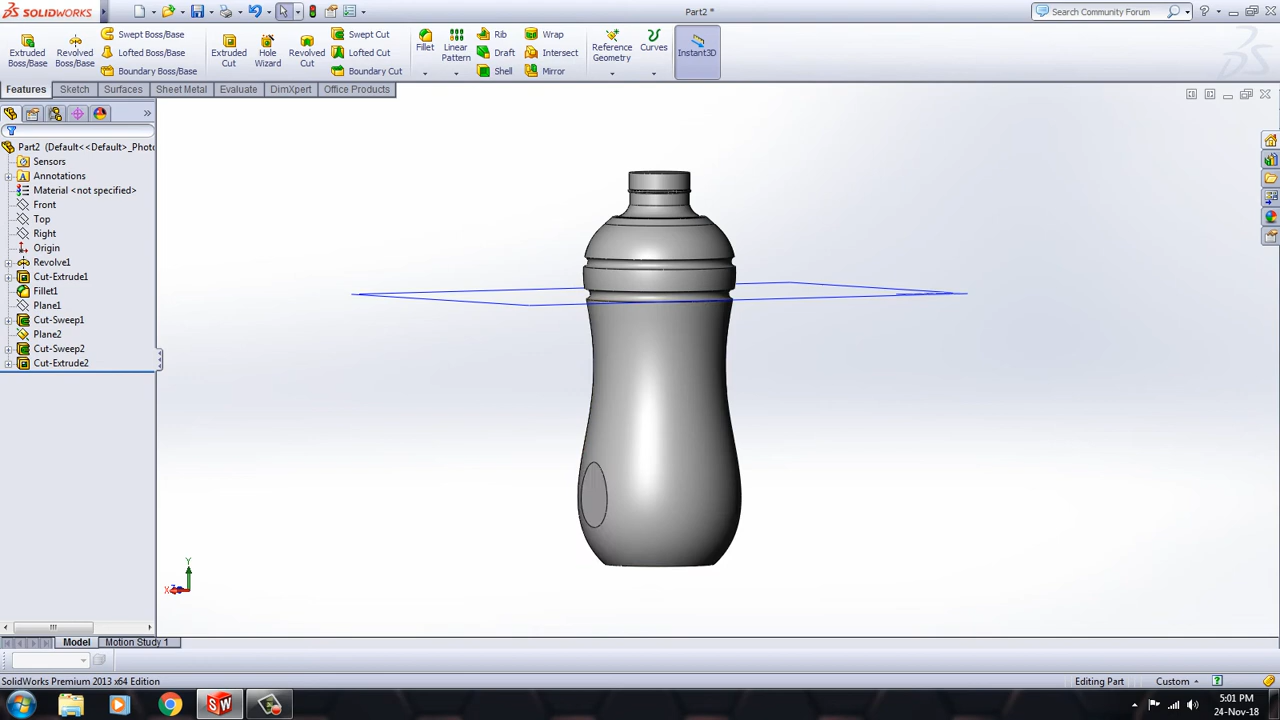 SOLIDWORKS
Part2 *
Search Community Forum
Extruded Boss/Base
Revolved Boss/Base
Swept Boss/Base
Lofted Boss/Base
Boundary Boss/Base
Extruded Cut
Hole Wizard
Revolved Cut
Swept Cut
Lofted Cut
Boundary Cut
Fillet
Linear Pattern
Rib
Draft
Shell
Wrap
Intersect
Mirror
Reference Geometry
Curves
Instant3D
Features
Sketch
Surfaces
Sheet Metal
Evaluate
DimXpert
Office Products
Part2 (Default<<Default>_Photo
Sensors
Annotations
Material <not specified>
Front
Top
Right
Origin
Revolve1
Cut-Extrude1
Fillet1
Plane1
Cut-Sweep1
Plane2
Cut-Sweep2
Cut-Extrude2
Y
X
Z
Model
Motion Study 1
SolidWorks Premium 2013 x64 Edition
Editing Part
Custom
5:01 PM
24-Nov-18